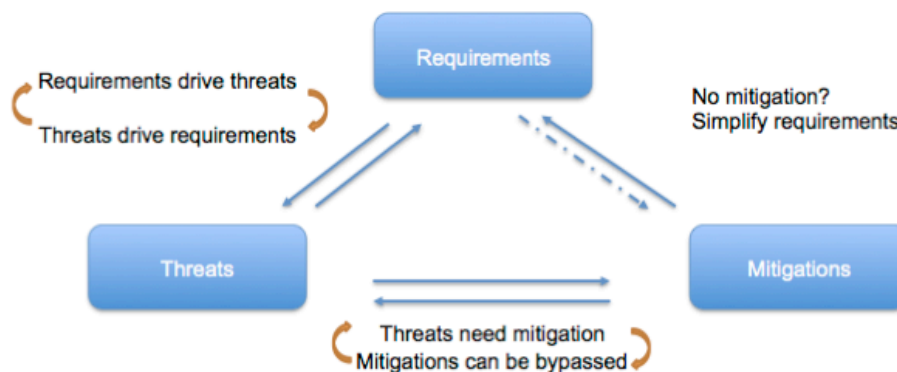 Requirements
Requirements drive threats
Threats drive requirements
No mitigation?
Simplify requirements
Threats
Mitigations
Threats need mitigation
Mitigations can be bypassed